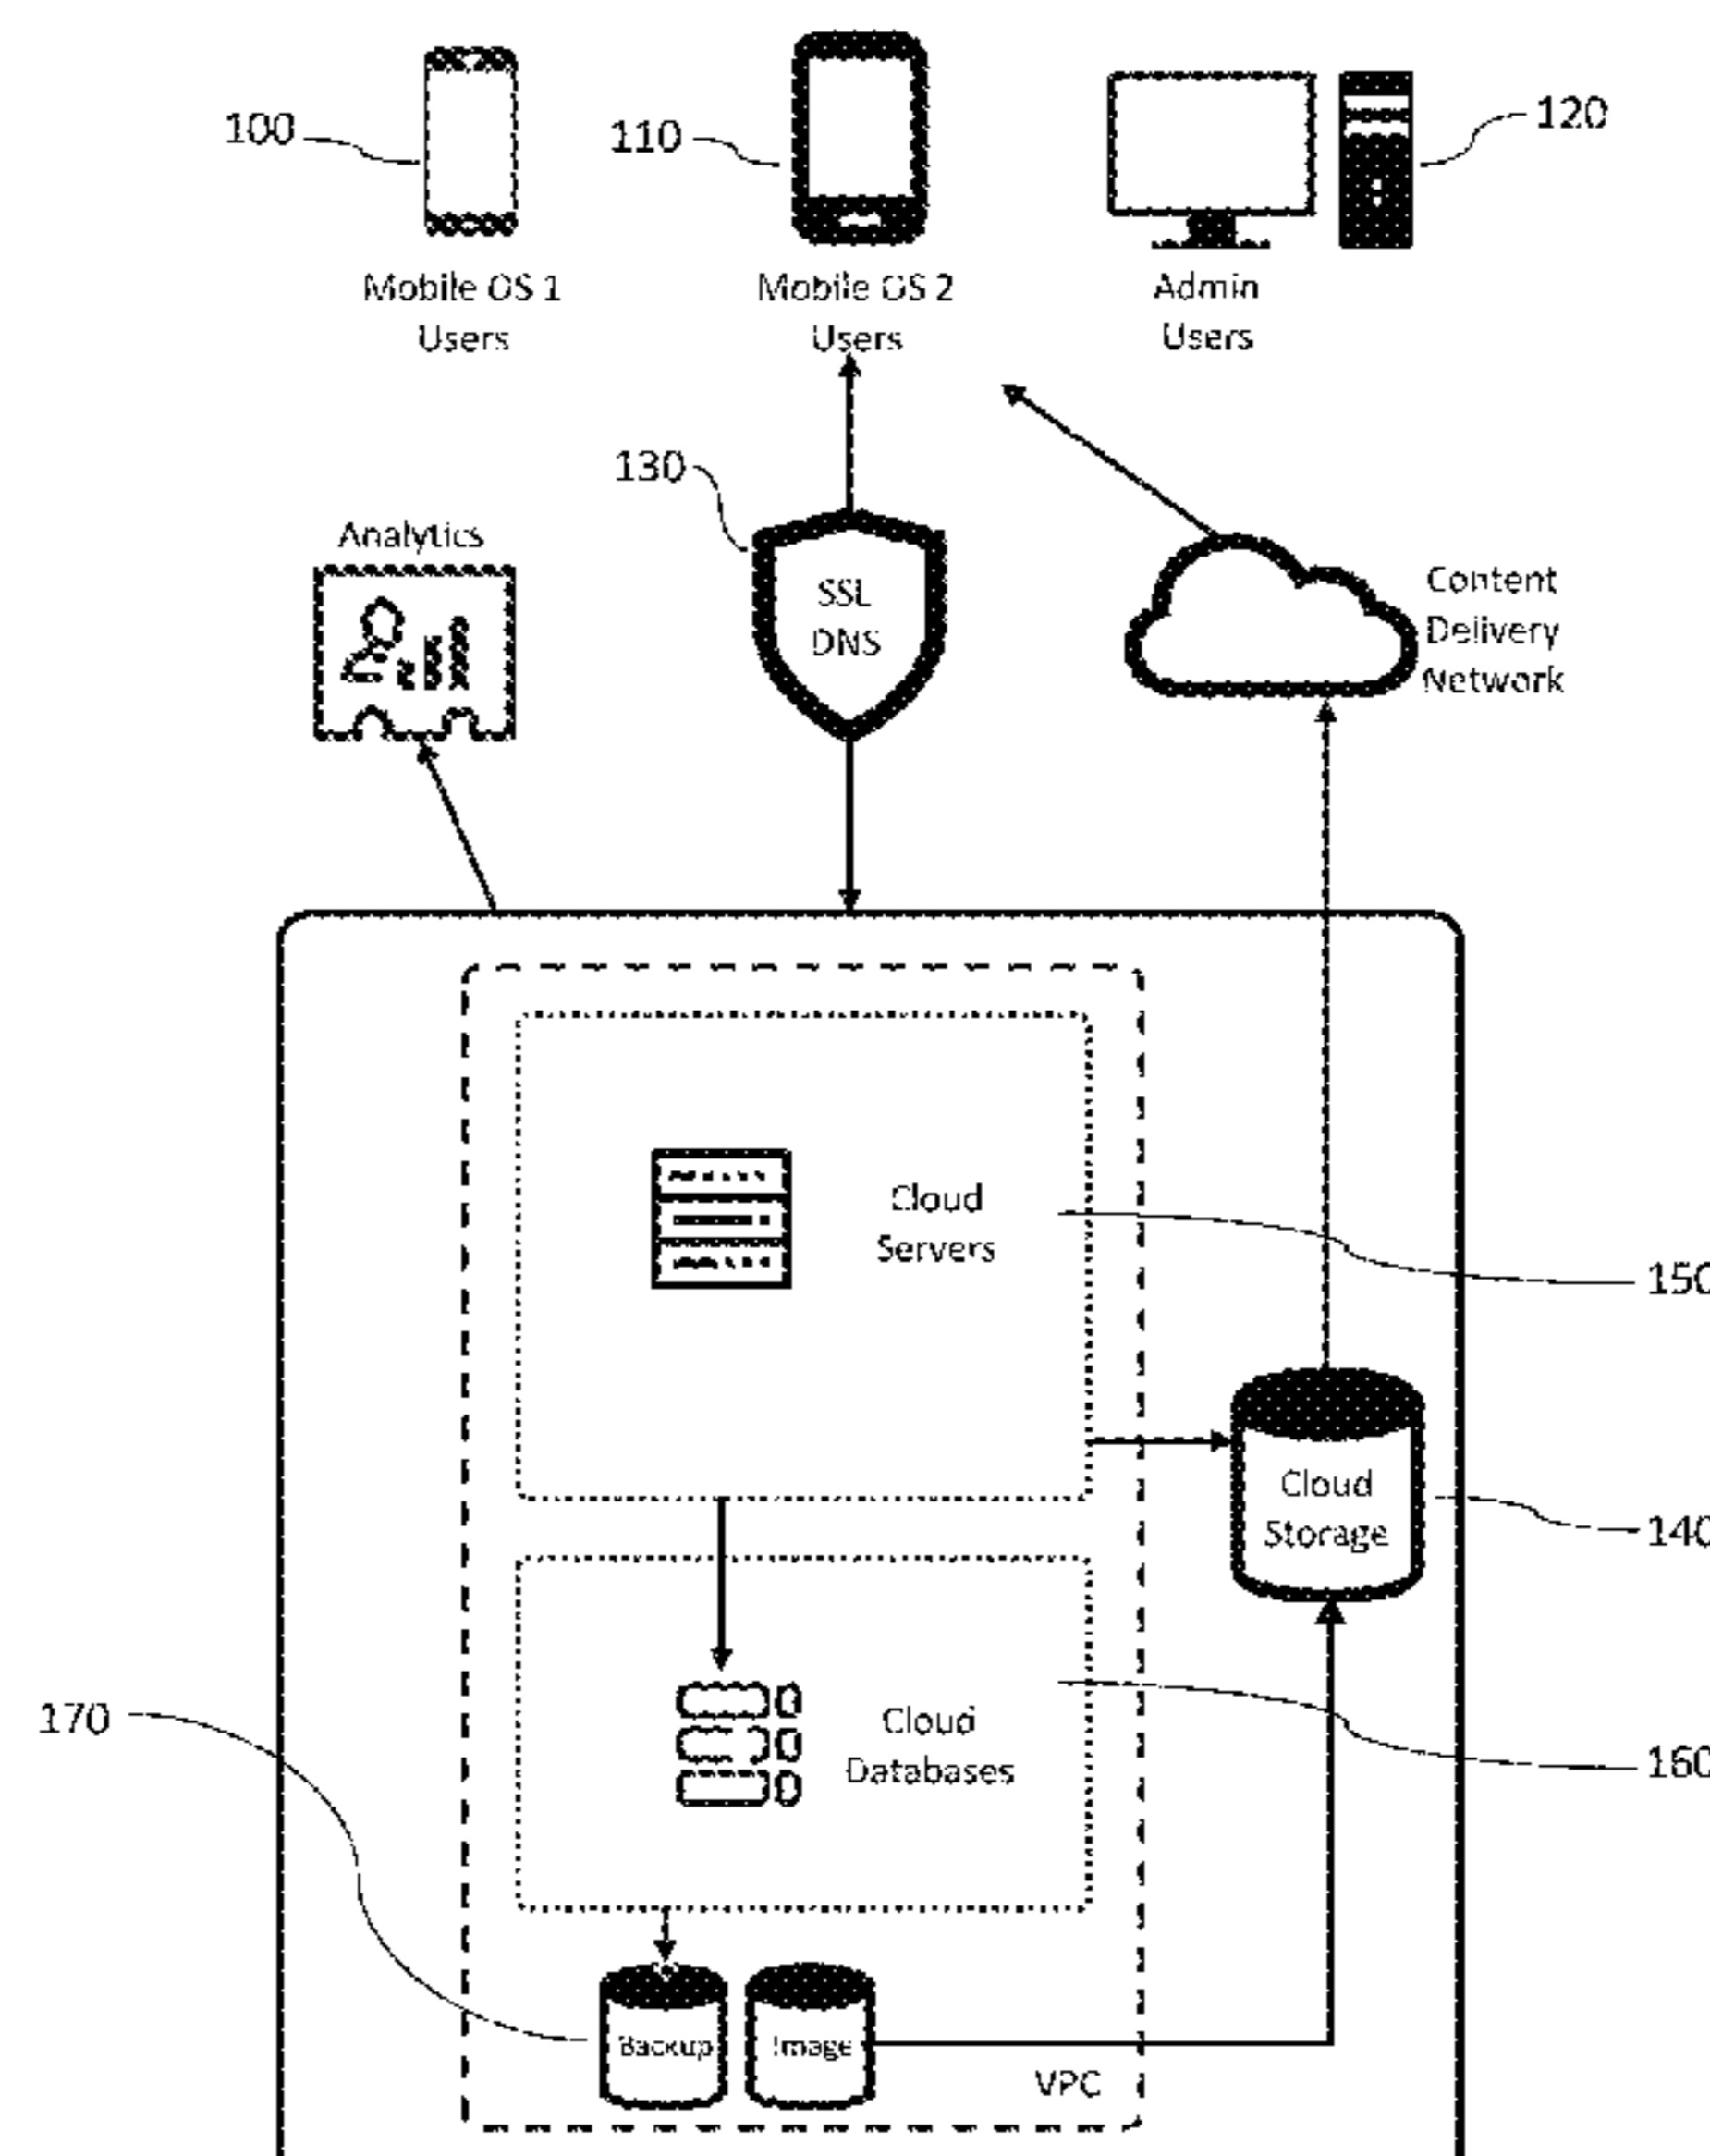 100
110
120
Mobile OS 1
Users
Mobile OS 2
Users
Admin
Users
130
Analytics
SSL
DNS
Content
Delivery
Network
Cloud
Servers
150
Cloud
Storage
140
170
Cloud
Databases
160
Backup
Image
VPC